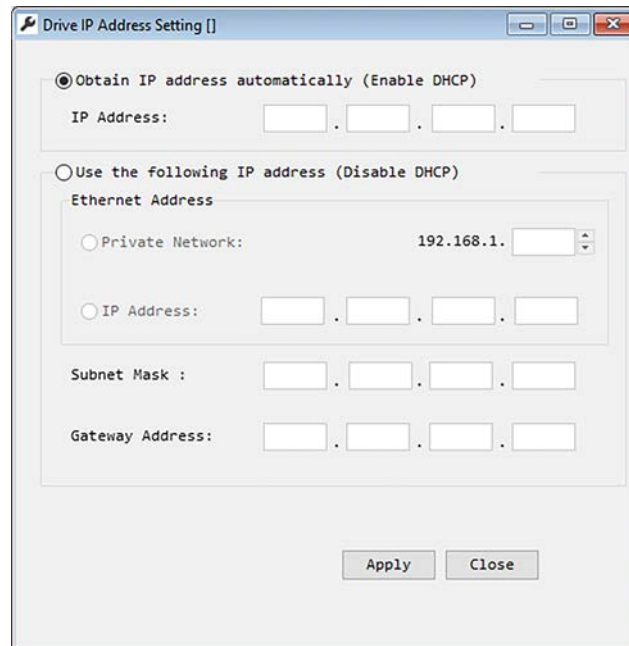 Drive IP Address Setting []
Obtain IP address automatically (Enable DHCP)
IP Address: . . .
Use the following IP address (Disable DHCP)
Ethernet Address
Private Network: 192.168.1.
IP Address: . . .
Subnet Mask : . . .
Gateway Address: . . .
Apply Close